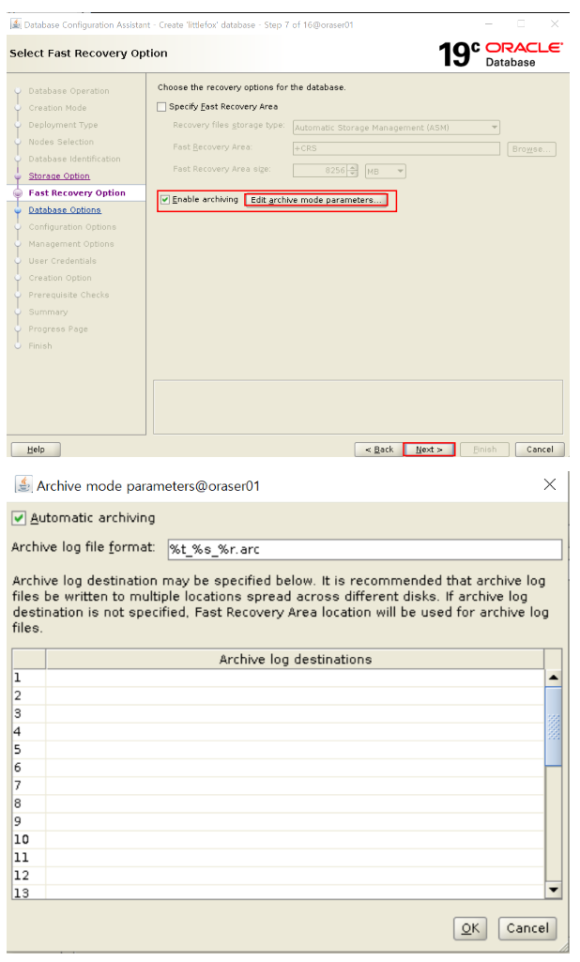 Database Configuration Assistant - Create 'littlefox' database - Step 7 of 16@oraser01
Select Fast Recovery Option
19c ORACLE
Database
Database Operation
Creation Mode
Deployment Type
Nodes Selection
Database Identification
Storage Option
Fast Recovery Option
Database Options
Configuration Options
Management Options
User Credentials
Creation Option
Prerequisite Checks
Summary
Progress Page
Finish
Choose the recovery options for the database.
Specify Fast Recovery Area
Recovery files storage type: Automatic Storage Management (ASM)
Fast Recovery Area: +CRS Browse...
Fast Recovery Area size: 8256 MB
Enable archiving Edit archive mode parameters...
Help < Back Next > Finish Cancel
Archive mode parameters@oraser01
Automatic archiving
Archive log file format: %t_%s_%r.arc
Archive log destination may be specified below. It is recommended that archive log
files be written to multiple locations spread across different disks. If archive log
destination is not specified, Fast Recovery Area location will be used for archive log
files.
Archive log destinations
1
2
3
4
5
6
7
8
9
10
11
12
13
OK Cancel